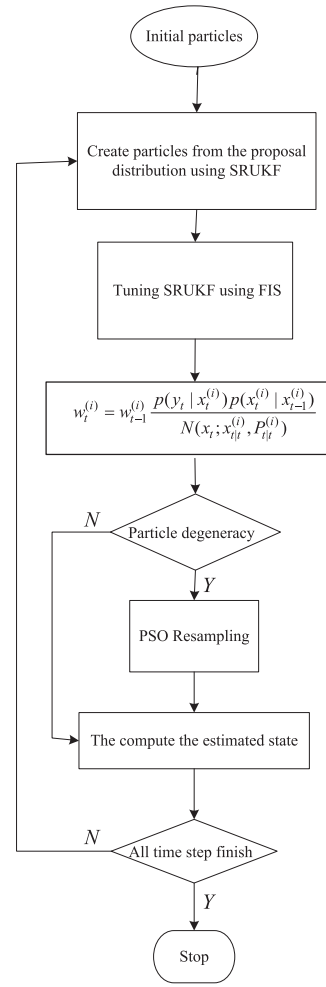 Initial particles
Create particles from the proposal
distribution using SRUKF
Tuning SRUKF using FIS
$w_t^{(i)} = w_{t-1}^{(i)} \frac{p(y_t \mid x_t^{(i)}) p(x_t^{(i)} \mid x_{t-1}^{(i)})}{N(x_t; x_{t|t}^{(i)}, P_{t|t}^{(i)})}$
N
Particle degeneracy
Y
PSO Resampling
The compute the estimated state
N
All time step finish
Y
Stop